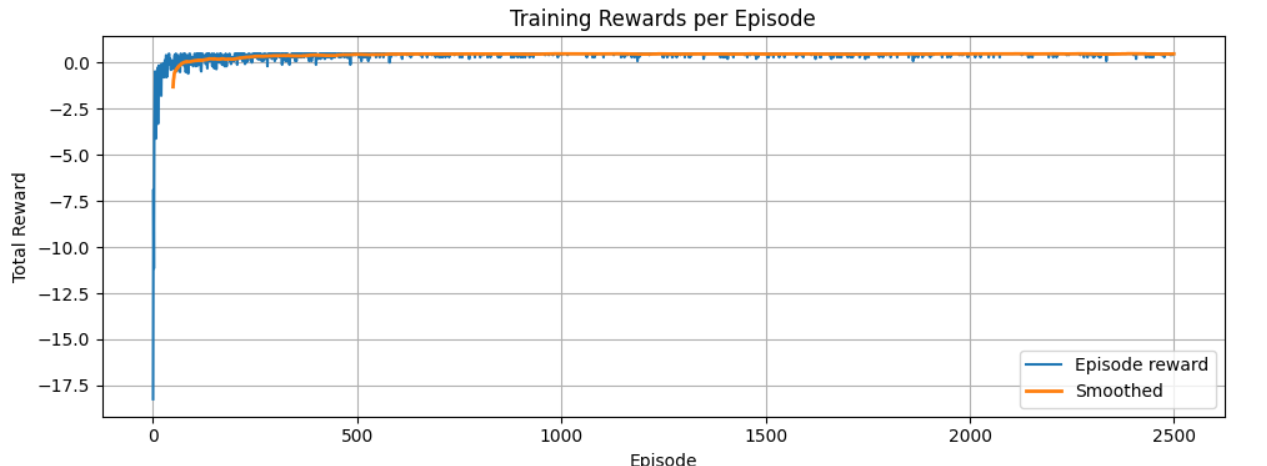 Training Rewards per Episode
Total Reward
0.0
−2.5
−5.0
−7.5
−10.0
−12.5
−15.0
−17.5
Episode reward
Smoothed
0 500 1000 1500 2000 2500
Episode